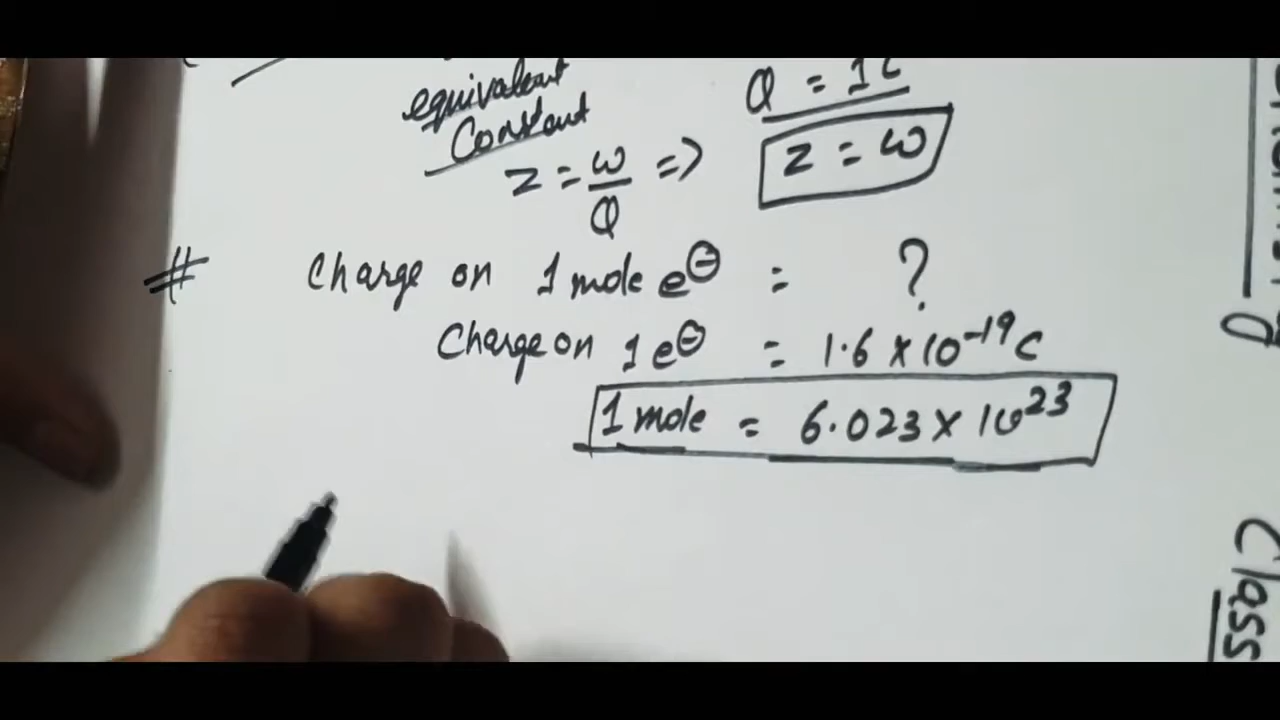 equivalent
Constant
Q = 1C
z = w/Q => z = w
# Charge on 1 mole e⊖ = ?
Charge on 1 e⊖ = 1.6 × 10⁻¹⁹ C
1 mole = 6.023 × 10²³
Class